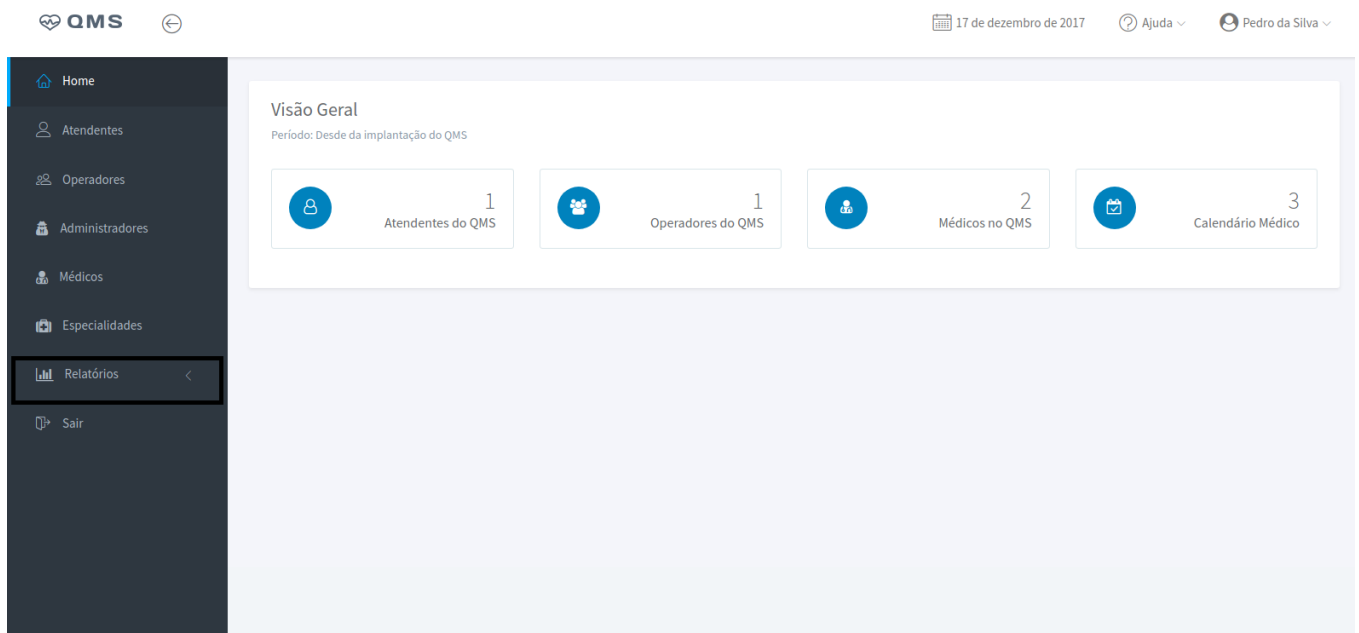 QMS
17 de dezembro de 2017
Ajuda
Pedro da Silva
Home
Atendentes
Operadores
Administradores
Médicos
Especialidades
Relatórios
Sair
Visão Geral
Período: Desde da implantação do QMS
1
Atendentes do QMS
1
Operadores do QMS
2
Médicos no QMS
3
Calendário Médico